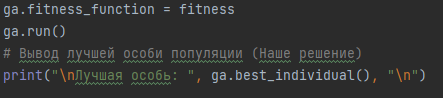 ga.fitness_function = fitness
ga.run()
# Вывод лучшей особи популяции (Наше решение)
print("\nЛучшая особь: ", ga.best_individual(), "\n")